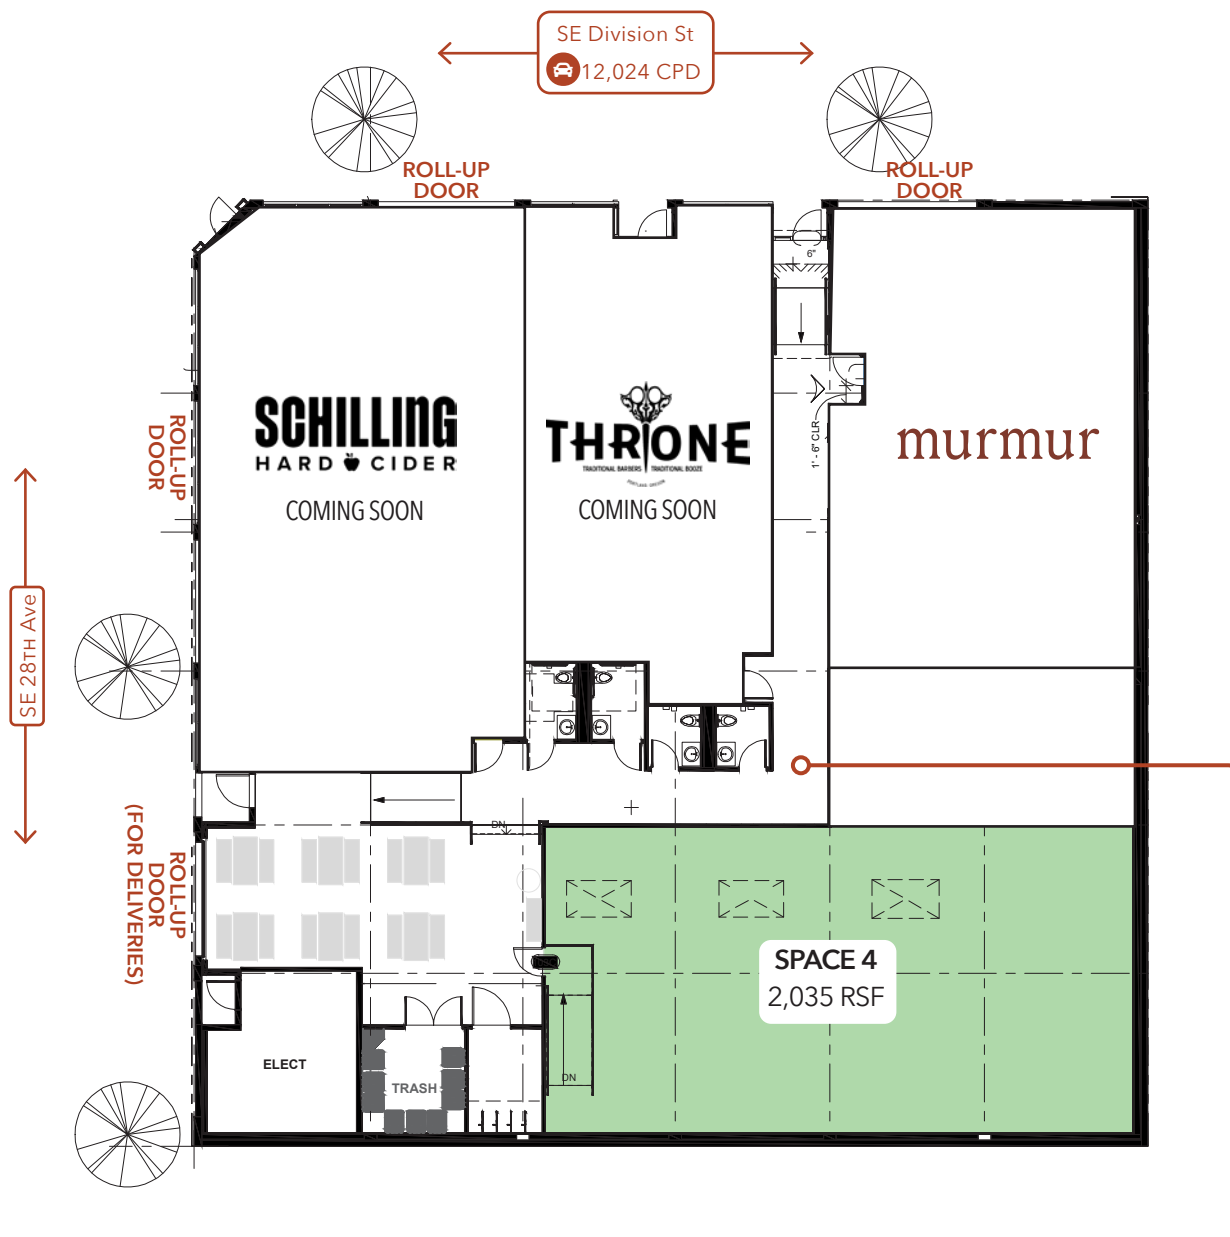 SE Division St
12,024 CPD
ROLL-UP
DOOR
ROLL-UP
DOOR
6"
ROLL-UP
DOOR
SCHILLING
HARD CIDER
COMING SOON
THRONE
TRADITIONAL BARBERS TRADITIONAL BOOZE
PORTLAND, OREGON
COMING SOON
1' - 6" CLR
murmur
SE 28TH Ave
ROLL-UP
DOOR
(FOR DELIVERIES)
DN
SPACE 4
2,035 RSF
ELECT
TRASH
DN